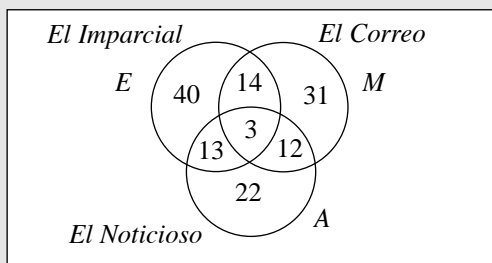 El Imparcial El Correo
E 40 14 31 M
3
13 12
22
El Noticioso A